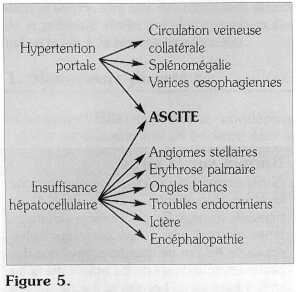 Hypertention
portale
Circulation veineuse
collatérale
Splénomégalie
Varices œsophagiennes
ASCITE
Insuffisance
hépatocellulaire
Angiomes stellaires
Erythrose palmaire
Ongles blancs
Troubles endocriniens
Ictère
Encéphalopathie
Figure 5.